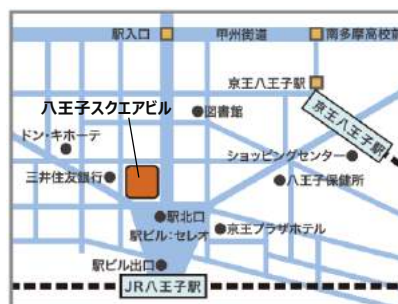 駅入口
甲州街道
南多摩高校前
京王八王子駅
京王八王子駅
八王子スクエアビル
図書館
ドン・キホーテ
ショッピングセンター
三井住友銀行
八王子保健所
駅北口
駅ビル:セレオ
京王プラザホテル
駅ビル出口
JR八王子駅